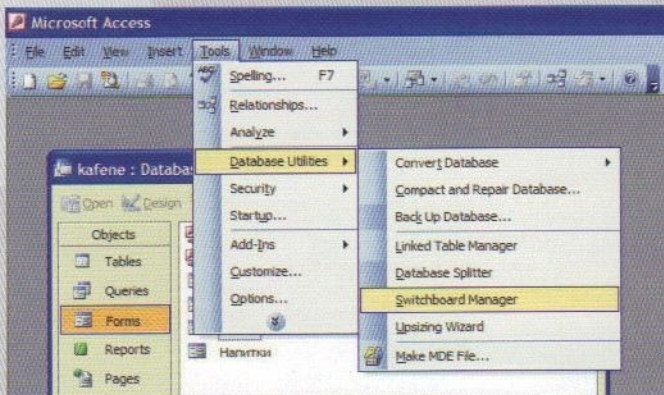 Microsoft Access
File Edit View Insert Tools Window Help
Spelling... F7
Relationships...
Analyze
Database Utilities
Security
Startup...
Add-Ins
Customize...
Options...
Convert Database
Compact and Repair Database...
Back Up Database...
Linked Table Manager
Database Splitter
Switchboard Manager
Upsizing Wizard
Make MDE File...
kafene : Databa
Open Design
Objects
Tables
Queries
Forms
Reports
Pages
Напитки